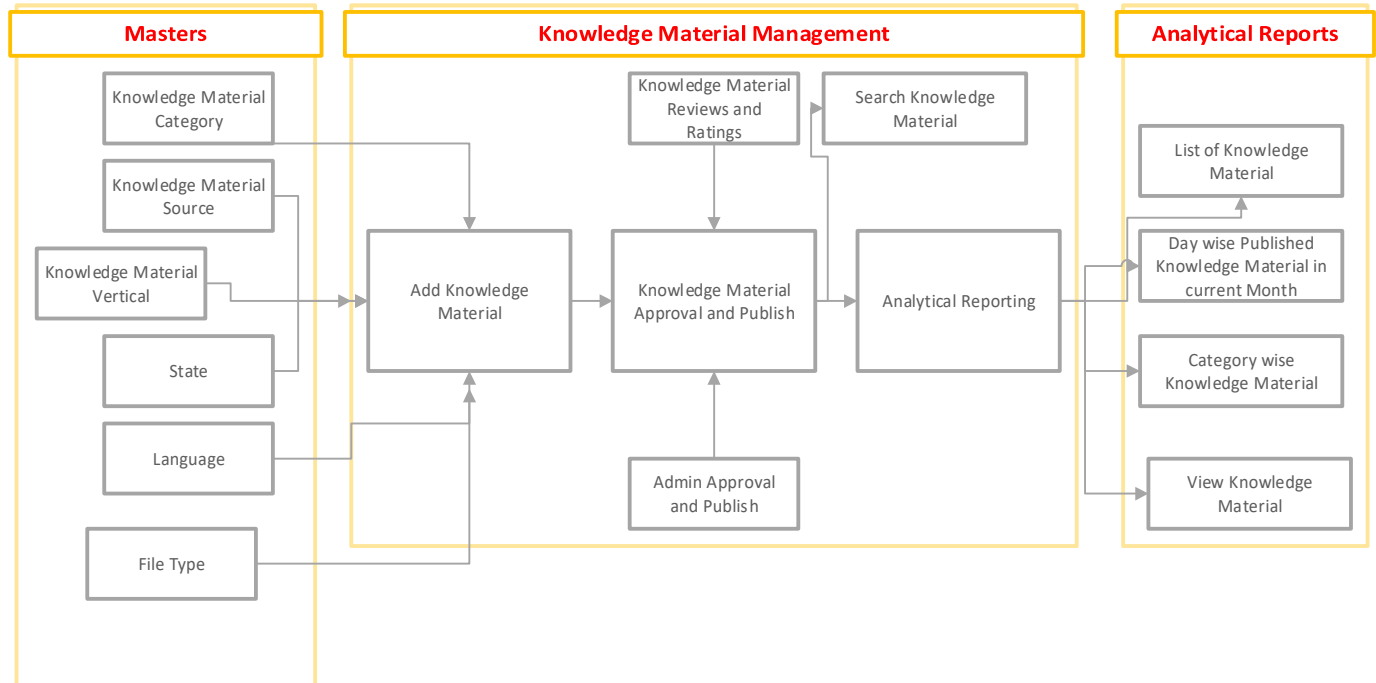 Masters
Knowledge Material
Category
Knowledge Material
Source
Knowledge Material
Vertical
State
Language
File Type
Knowledge Material Management
Knowledge Material
Reviews and
Ratings
Search Knowledge
Material
Add Knowledge
Material
Knowledge Material
Approval and Publish
Analytical Reporting
Admin Approval
and Publish
Analytical Reports
List of Knowledge
Material
Day wise Published
Knowledge Material in
current Month
Category wise
Knowledge Material
View Knowledge
Material